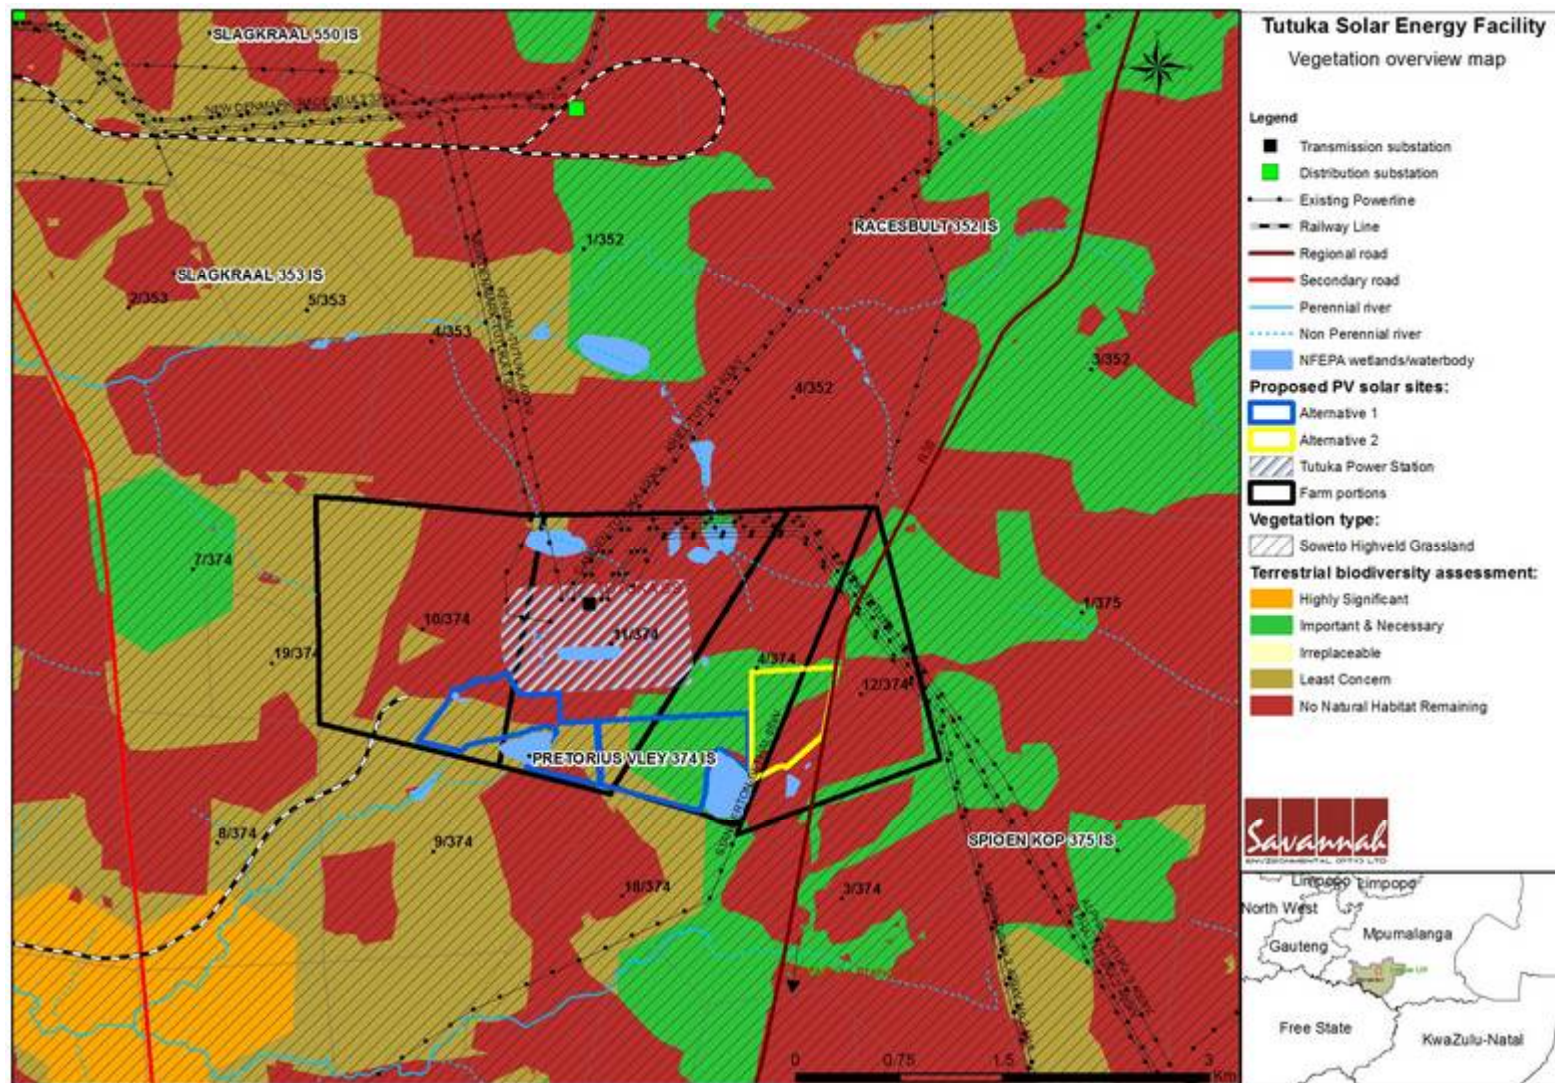 Tutuka Solar Energy Facility
Vegetation overview map
Legend
Transmission substation
Distribution substation
Existing Powerline
Railway Line
Regional road
Secondary road
Perennial river
Non Perennial river
NFEPA wetlands/waterbody
Proposed PV solar sites:
Alternative 1
Alternative 2
Tutuka Power Station
Farm portions
Vegetation type:
Soweto Highveld Grassland
Terrestrial biodiversity assessment:
Highly Significant
Important & Necessary
Irreplaceable
Least Concern
No Natural Habitat Remaining
Savannah
ENVIRONMENTAL (PTY) LTD
Limpopo
Limpopo
North West
Mpumalanga
Gauteng
Free State
KwaZulu-Natal
SLAGKRAAL 550 IS
RACESBULT 352 IS
1/352
SLAGKRAAL 353 IS
2/353
5/353
4/353
3/352
4/352
R38
7/374
10/374
11/374
1/375
19/374
4/374
12/374
PRETORIUS VLEY 374 IS
8/374
9/374
SPIOEN KOP 375 IS
18/374
3/374
0
0.75
1.5
3
Km